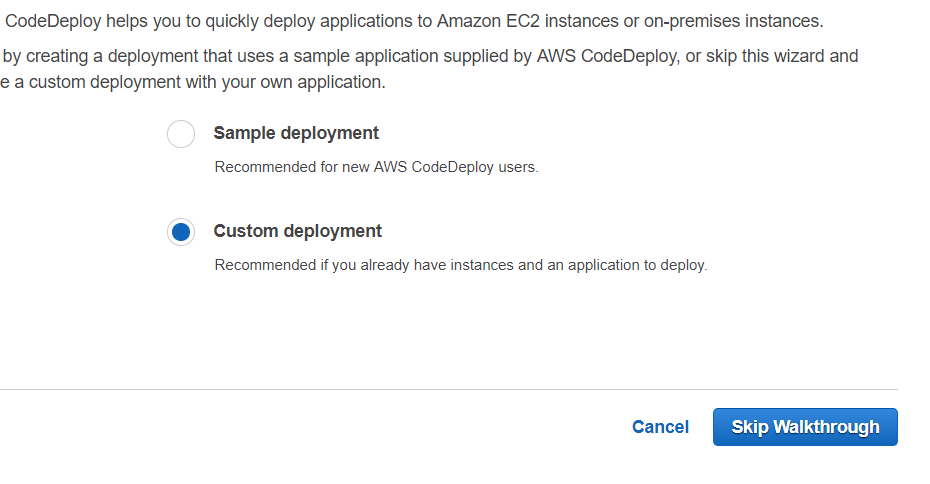 CodeDeploy helps you to quickly deploy applications to Amazon EC2 instances or on-premises instances.
by creating a deployment that uses a sample application supplied by AWS CodeDeploy, or skip this wizard and
e a custom deployment with your own application.
Sample deployment
Recommended for new AWS CodeDeploy users.
Custom deployment
Recommended if you already have instances and an application to deploy.
Cancel
Skip Walkthrough